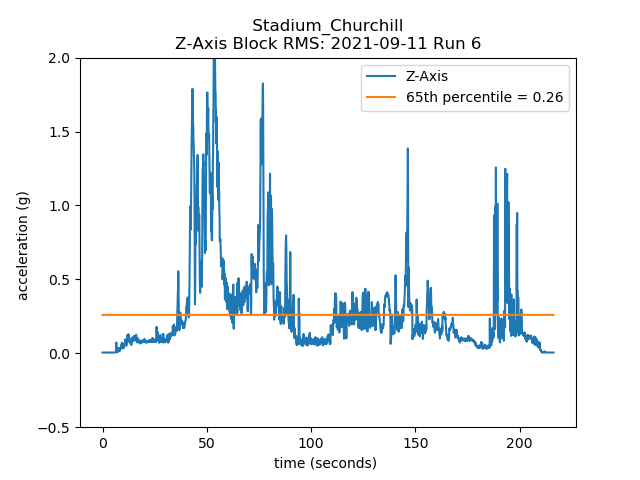 Stadium_Churchill
Z-Axis Block RMS: 2021-09-11 Run 6
Z-Axis
65th percentile = 0.26
2.0
1.5
1.0
0.5
0.0
−0.5
acceleration (g)
0 50 100 150 200
time (seconds)